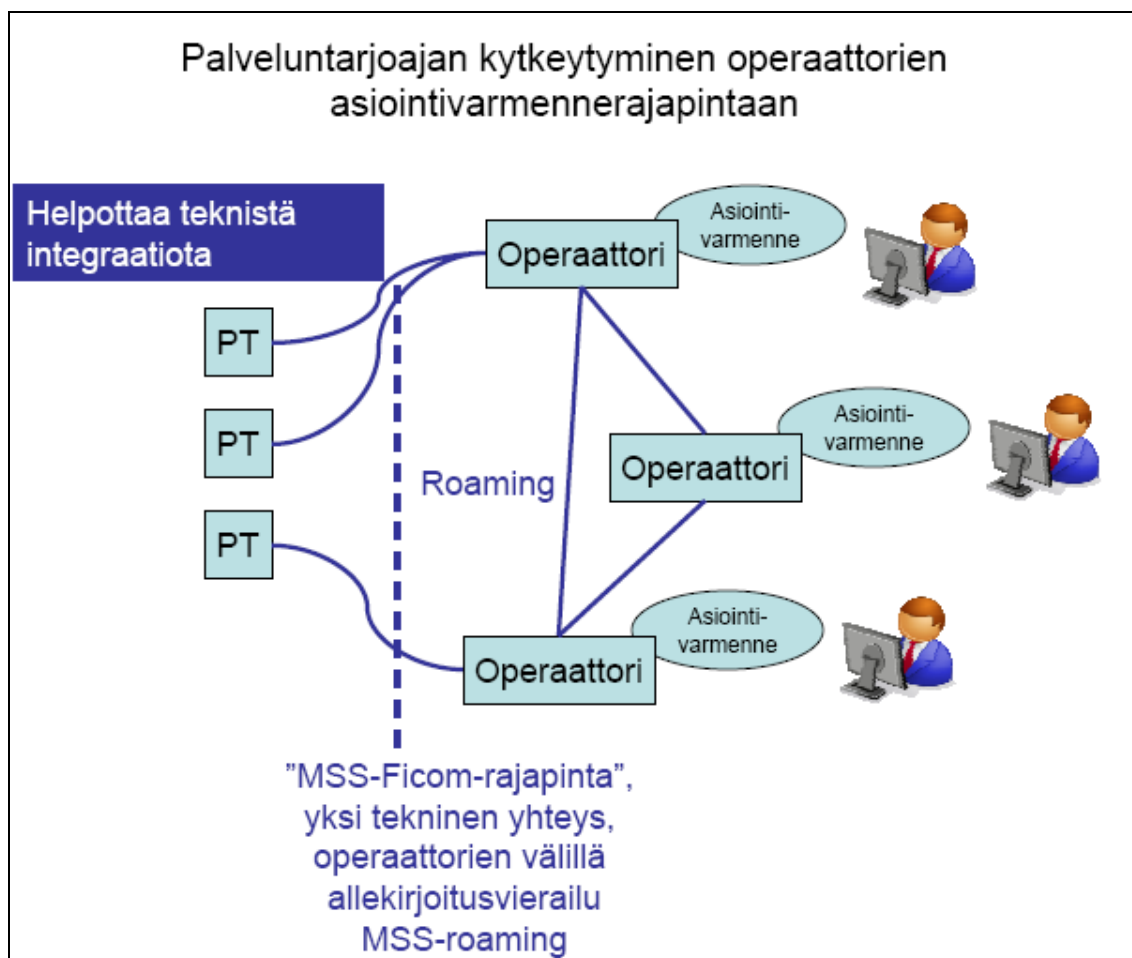 Palveluntarjoajan kytkeytyminen operaattorien
asiointivarmennerajapintaan
Helpottaa teknistä
integraatiota
Asiointi-
varmenne
Operaattori
PT
PT
Asiointi-
varmenne
Operaattori
Roaming
PT
Asiointi-
varmenne
Operaattori
”MSS-Ficom-rajapinta”,
yksi tekninen yhteys,
operaattorien välillä
allekirjoitusvierailu
MSS-roaming